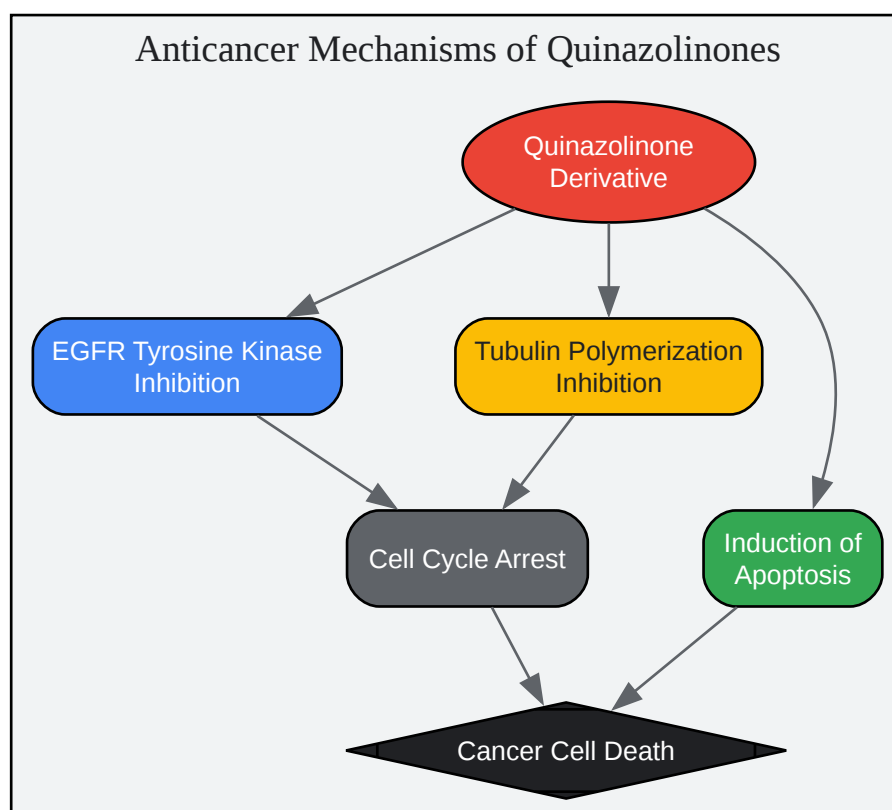 Anticancer Mechanisms of Quinazolinones
Quinazolinone
Derivative
EGFR Tyrosine Kinase
Inhibition
Tubulin Polymerization
Inhibition
Cell Cycle Arrest
Induction of
Apoptosis
Cancer Cell Death